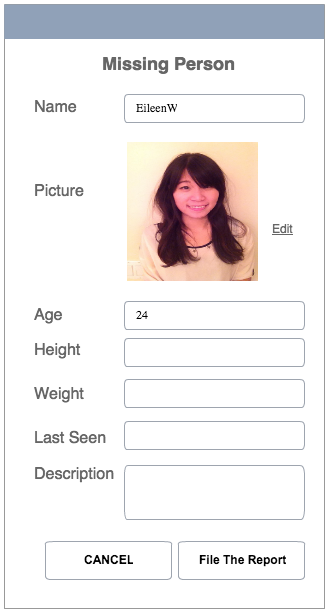 Missing Person
Name EileenW
Picture
Edit
Age 24
Height
Weight
Last Seen
Description
CANCEL File The Report